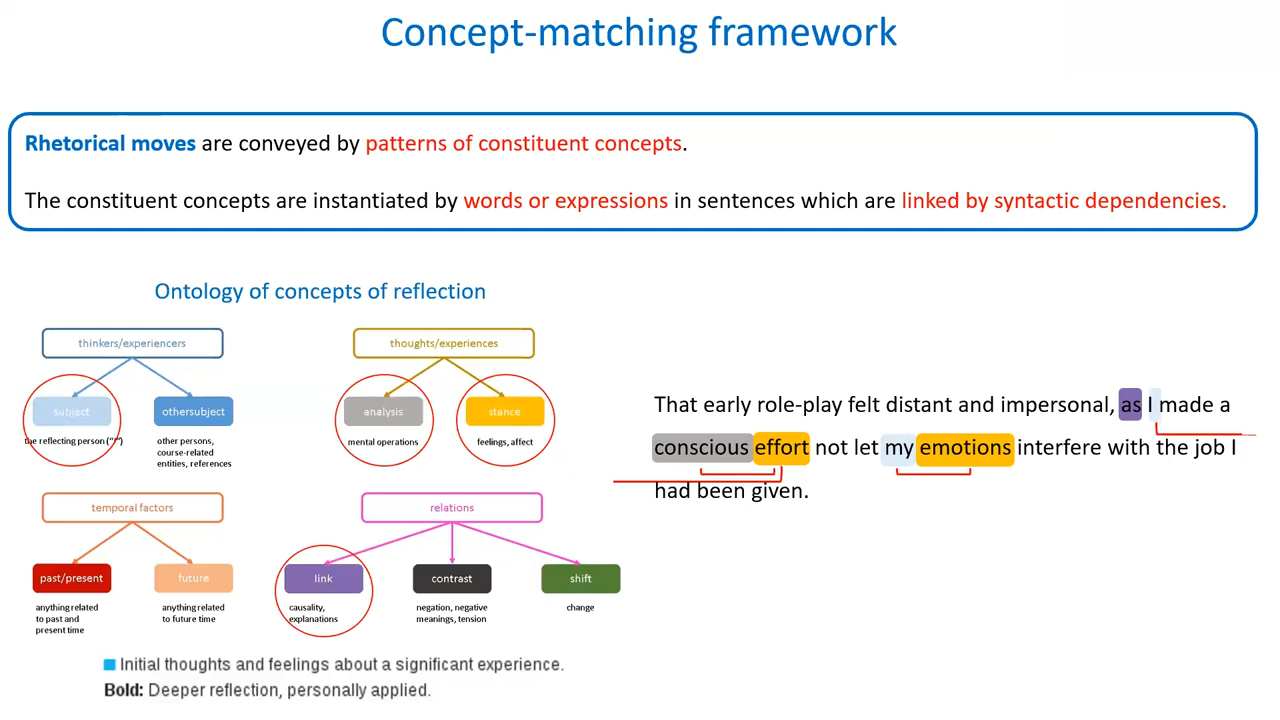 Concept-matching framework
Rhetorical moves are conveyed by patterns of constituent concepts.
The constituent concepts are instantiated by words or expressions in sentences which are linked by syntactic dependencies.
Ontology of concepts of reflection
thinkers/experiencers
subject
the reflecting person ("I")
othersubject
other persons,
course-related
entities, references
thoughts/experiences
analysis
mental operations
stance
feelings, affect
temporal factors
past/present
anything related
to past and
present time
future
anything related
to future time
relations
link
causality,
explanations
contrast
negation, negative
meanings, tension
shift
change
Initial thoughts and feelings about a significant experience.
Bold: Deeper reflection, personally applied.
That early role-play felt distant and impersonal, as I made a
conscious effort not let my emotions interfere with the job I
had been given.